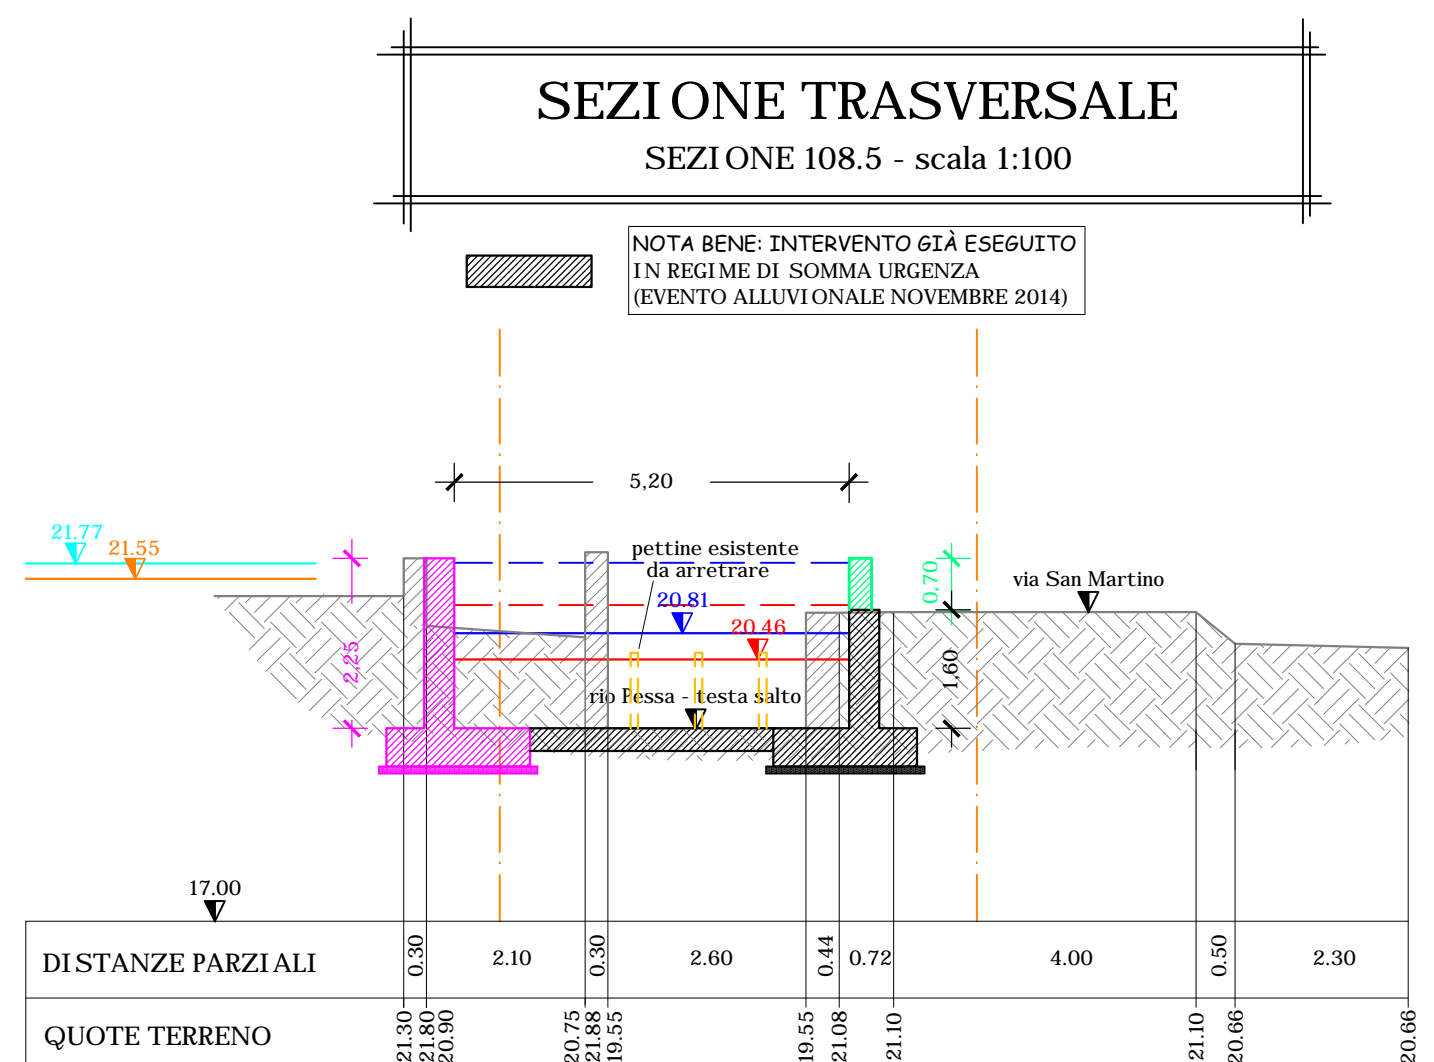 SEZIONE TRASVERSALE
SEZIONE 108.5 - scala 1:100
NOTA BENE: INTERVENTO GIÀ ESEGUITO
IN REGIME DI SOMMA URGENZA
(EVENTO ALLUVIONALE NOVEMBRE 2014)
5,20
21.77
21.55
pettine esistente
da arretrare
20.81
20.46
0,70
via San Martino
2,25
1,60
rio Pessa - testa salto
17.00
DISTANZE PARZIALI
0.30
2.10
0.30
2.60
0.44
0.72
4.00
0.50
2.30
QUOTE TERRENO
21.30
21.80
20.90
20.75
21.88
19.55
19.55
21.08
21.10
21.10
20.66
20.66